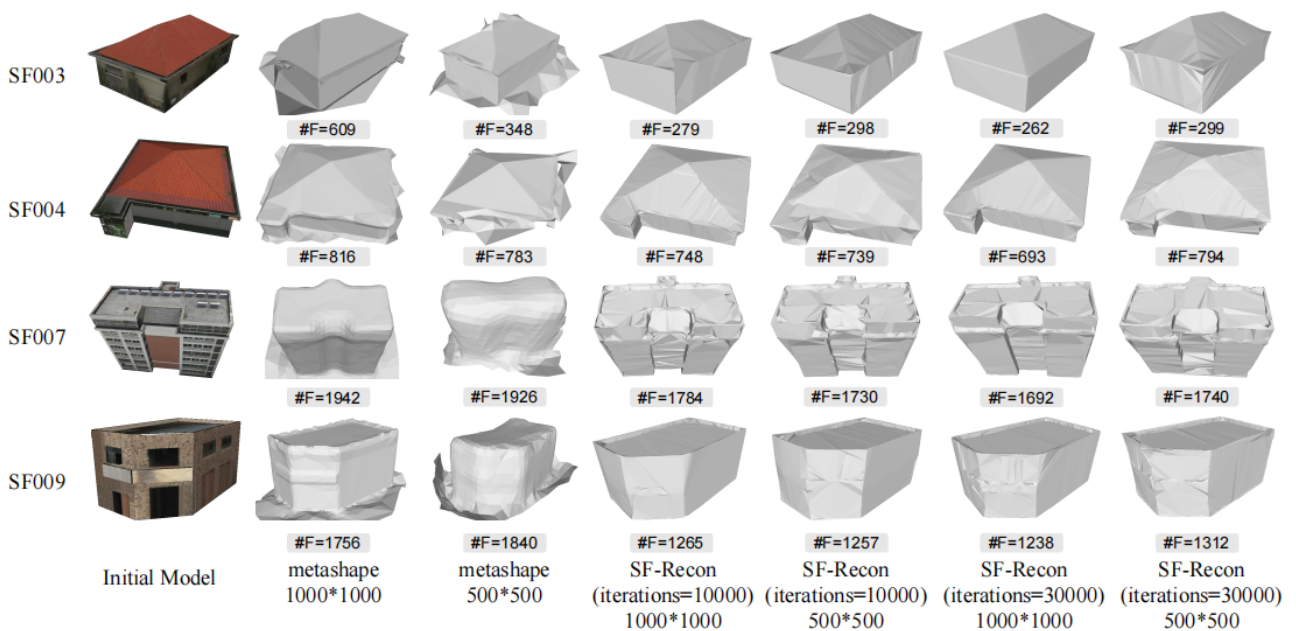 SF003
#F=609
#F=348
#F=279
#F=298
#F=262
#F=299
SF004
#F=816
#F=783
#F=748
#F=739
#F=693
#F=794
SF007
#F=1942
#F=1926
#F=1784
#F=1730
#F=1692
#F=1740
SF009
#F=1756
#F=1840
#F=1265
#F=1257
#F=1238
#F=1312
Initial Model
metashape
1000*1000
metashape
500*500
SF-Recon
(iterations=10000)
1000*1000
SF-Recon
(iterations=10000)
500*500
SF-Recon
(iterations=30000)
1000*1000
SF-Recon
(iterations=30000)
500*500